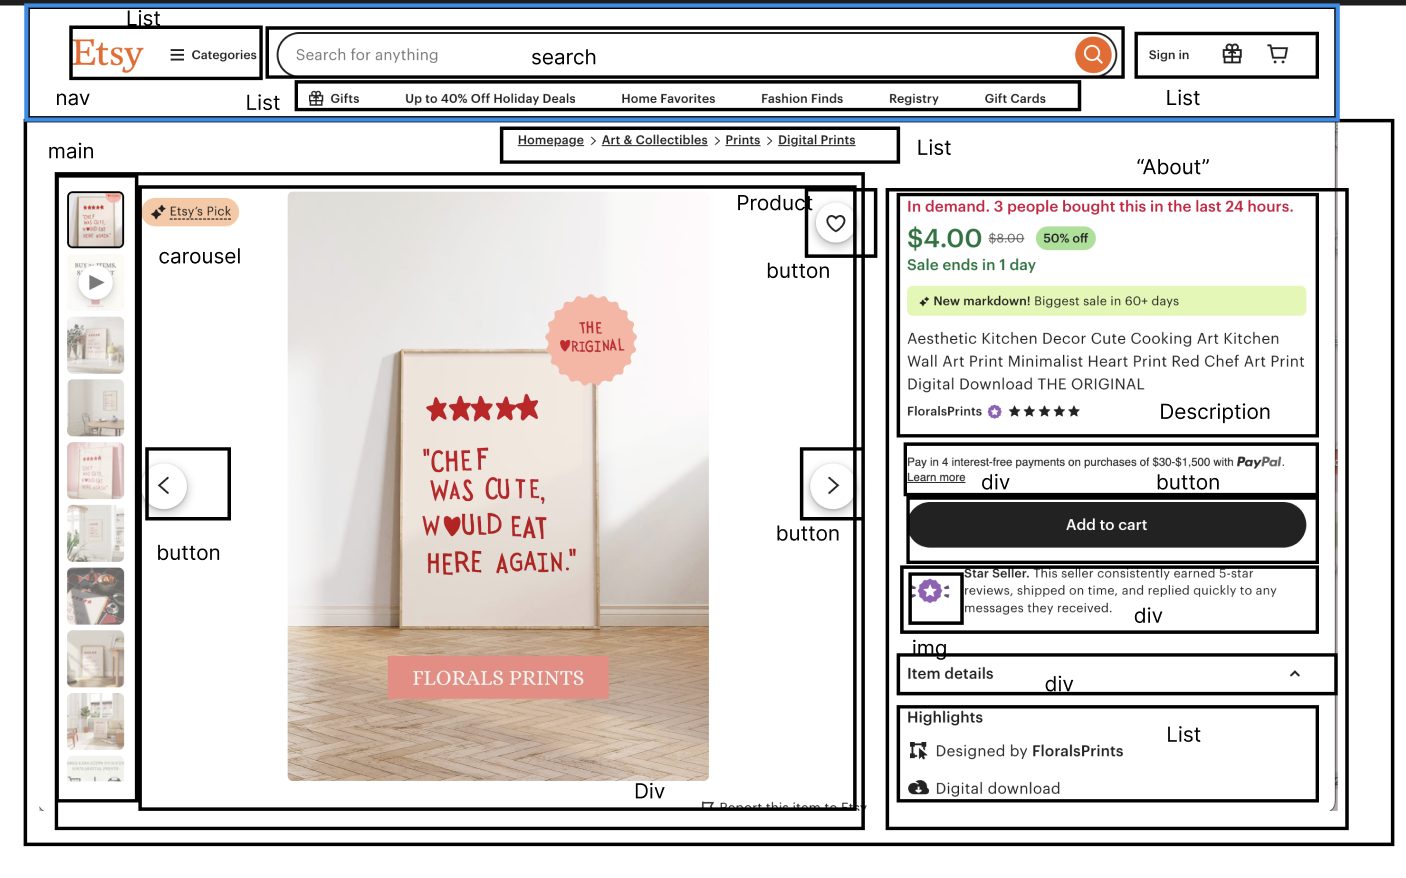 List
Etsy
Categories
Search for anything
search
Sign in
nav
List
Gifts
Up to 40% Off Holiday Deals
Home Favorites
Fashion Finds
Registry
Gift Cards
List
main
Homepage > Art & Collectibles > Prints > Digital Prints
List
“About”
Etsy's Pick
carousel
Product
button
THE
♥RIGINAL
"CHEF
WAS CUTE,
W♥ULD EAT
HERE AGAIN."
FLORALS PRINTS
button
button
Div
Report this item to Etsy
In demand. 3 people bought this in the last 24 hours.
$4.00 $8.00 50% off
Sale ends in 1 day
New markdown! Biggest sale in 60+ days
Aesthetic Kitchen Decor Cute Cooking Art Kitchen
Wall Art Print Minimalist Heart Print Red Chef Art Print
Digital Download THE ORIGINAL
FloralsPrints
Description
Pay in 4 interest-free payments on purchases of $30-$1,500 with PayPal.
Learn more
div
button
Add to cart
Star Seller. This seller consistently earned 5-star
reviews, shipped on time, and replied quickly to any
messages they received.
div
img
Item details
div
Highlights
List
Designed by FloralsPrints
Digital download